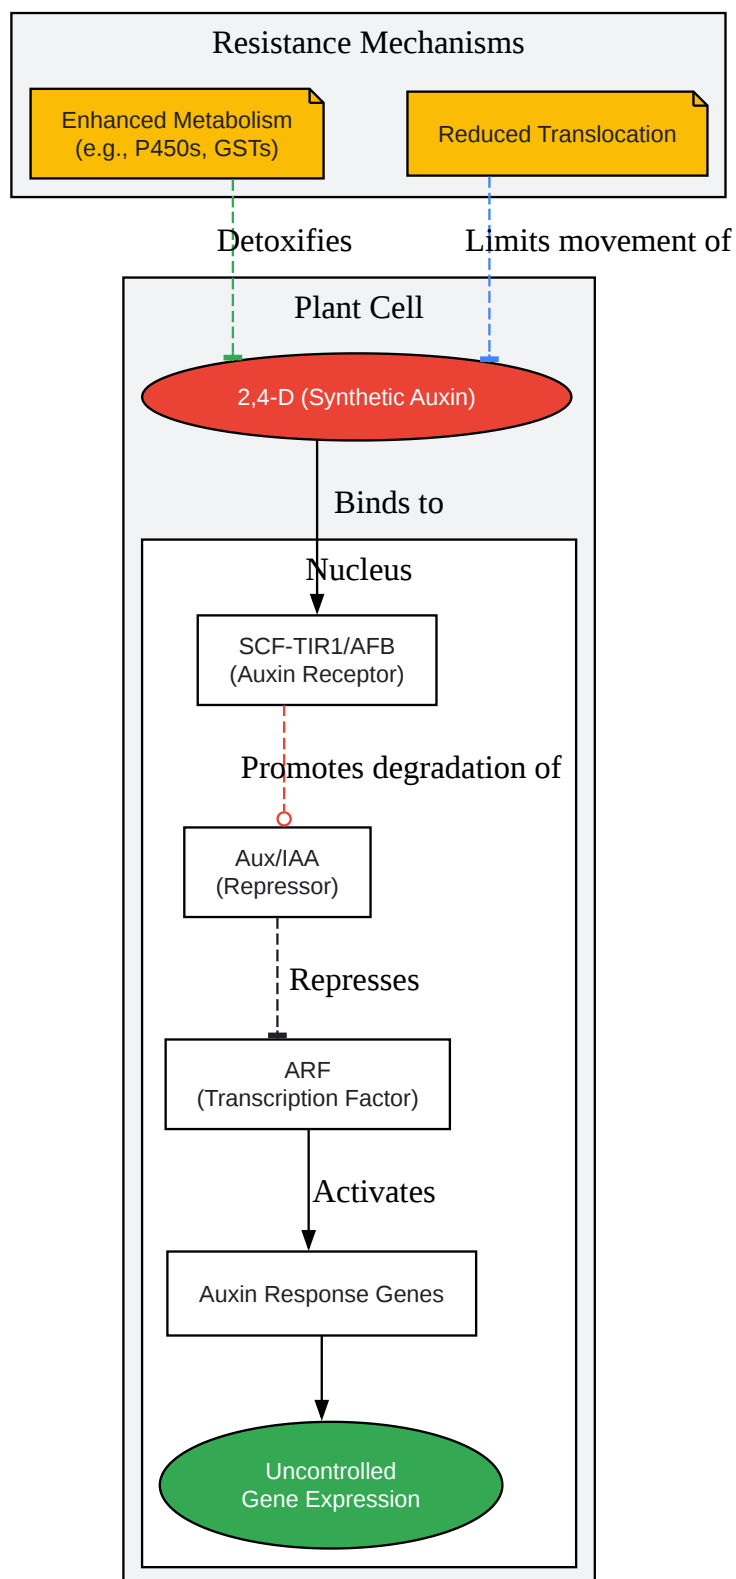 Resistance Mechanisms
Enhanced Metabolism
(e.g., P450s, GSTs)
Reduced Translocation
Detoxifies
Limits movement of
Plant Cell
2,4-D (Synthetic Auxin)
Binds to
Nucleus
SCF-TIR1/AFB
(Auxin Receptor)
Promotes degradation of
Aux/IAA
(Repressor)
Represses
ARF
(Transcription Factor)
Activates
Auxin Response Genes
Uncontrolled
Gene Expression